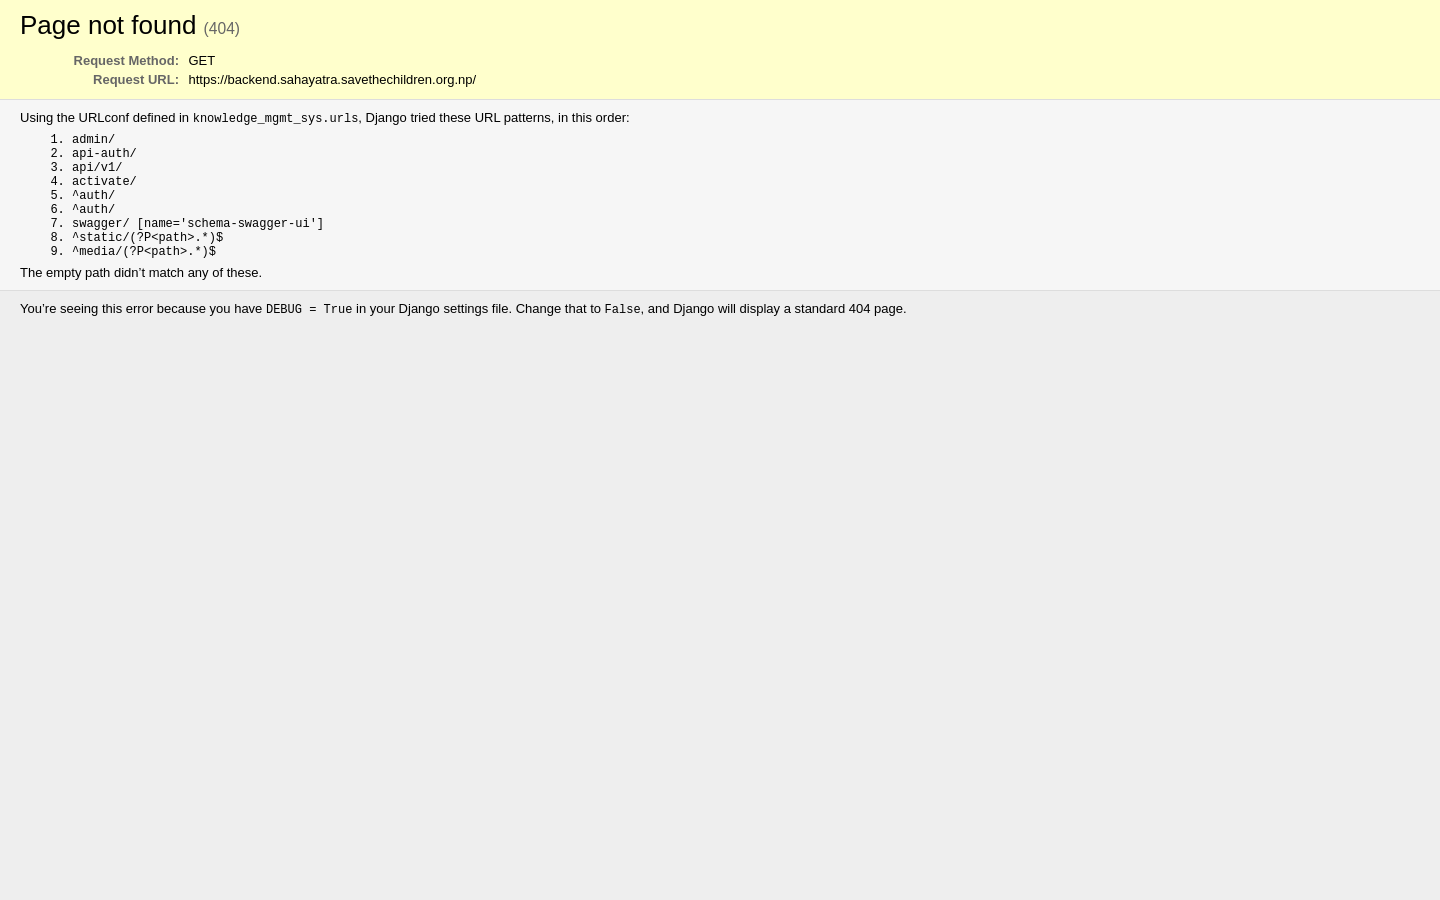 Page not found (404)
Request Method: GET
Request URL: https://backend.sahayatra.savethechildren.org.np/
Using the URLconf defined in knowledge_mgmt_sys.urls, Django tried these URL patterns, in this order:
1. admin/
2. api-auth/
3. api/v1/
4. activate/
5. ^auth/
6. ^auth/
7. swagger/ [name='schema-swagger-ui']
8. ^static/(?P<path>.*)$
9. ^media/(?P<path>.*)$
The empty path didn’t match any of these.
You’re seeing this error because you have DEBUG = True in your Django settings file. Change that to False, and Django will display a standard 404 page.